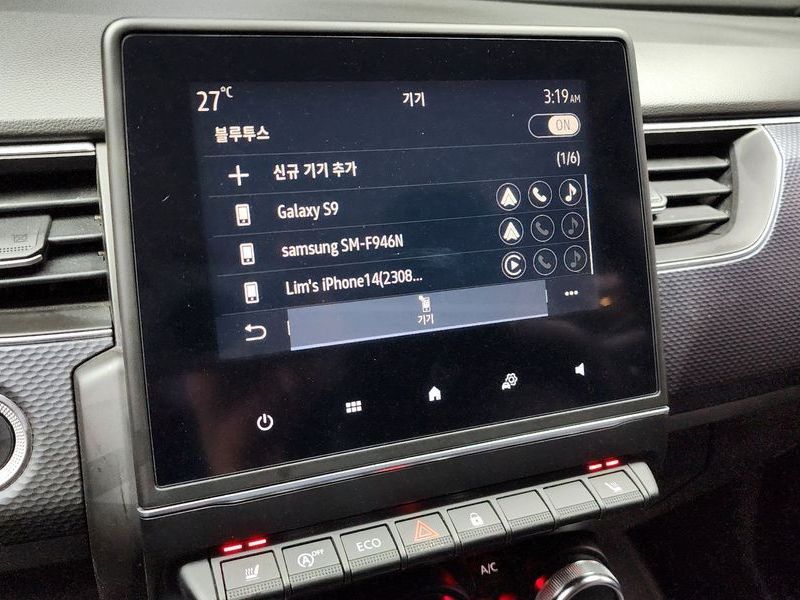 27°C 기기 3:19AM
블루투스 ON
신규 기기 추가 (1/6)
Galaxy S9
samsung SM-F946N
Lim's iPhone14(2308...
기기
A OFF
ECO
A/C